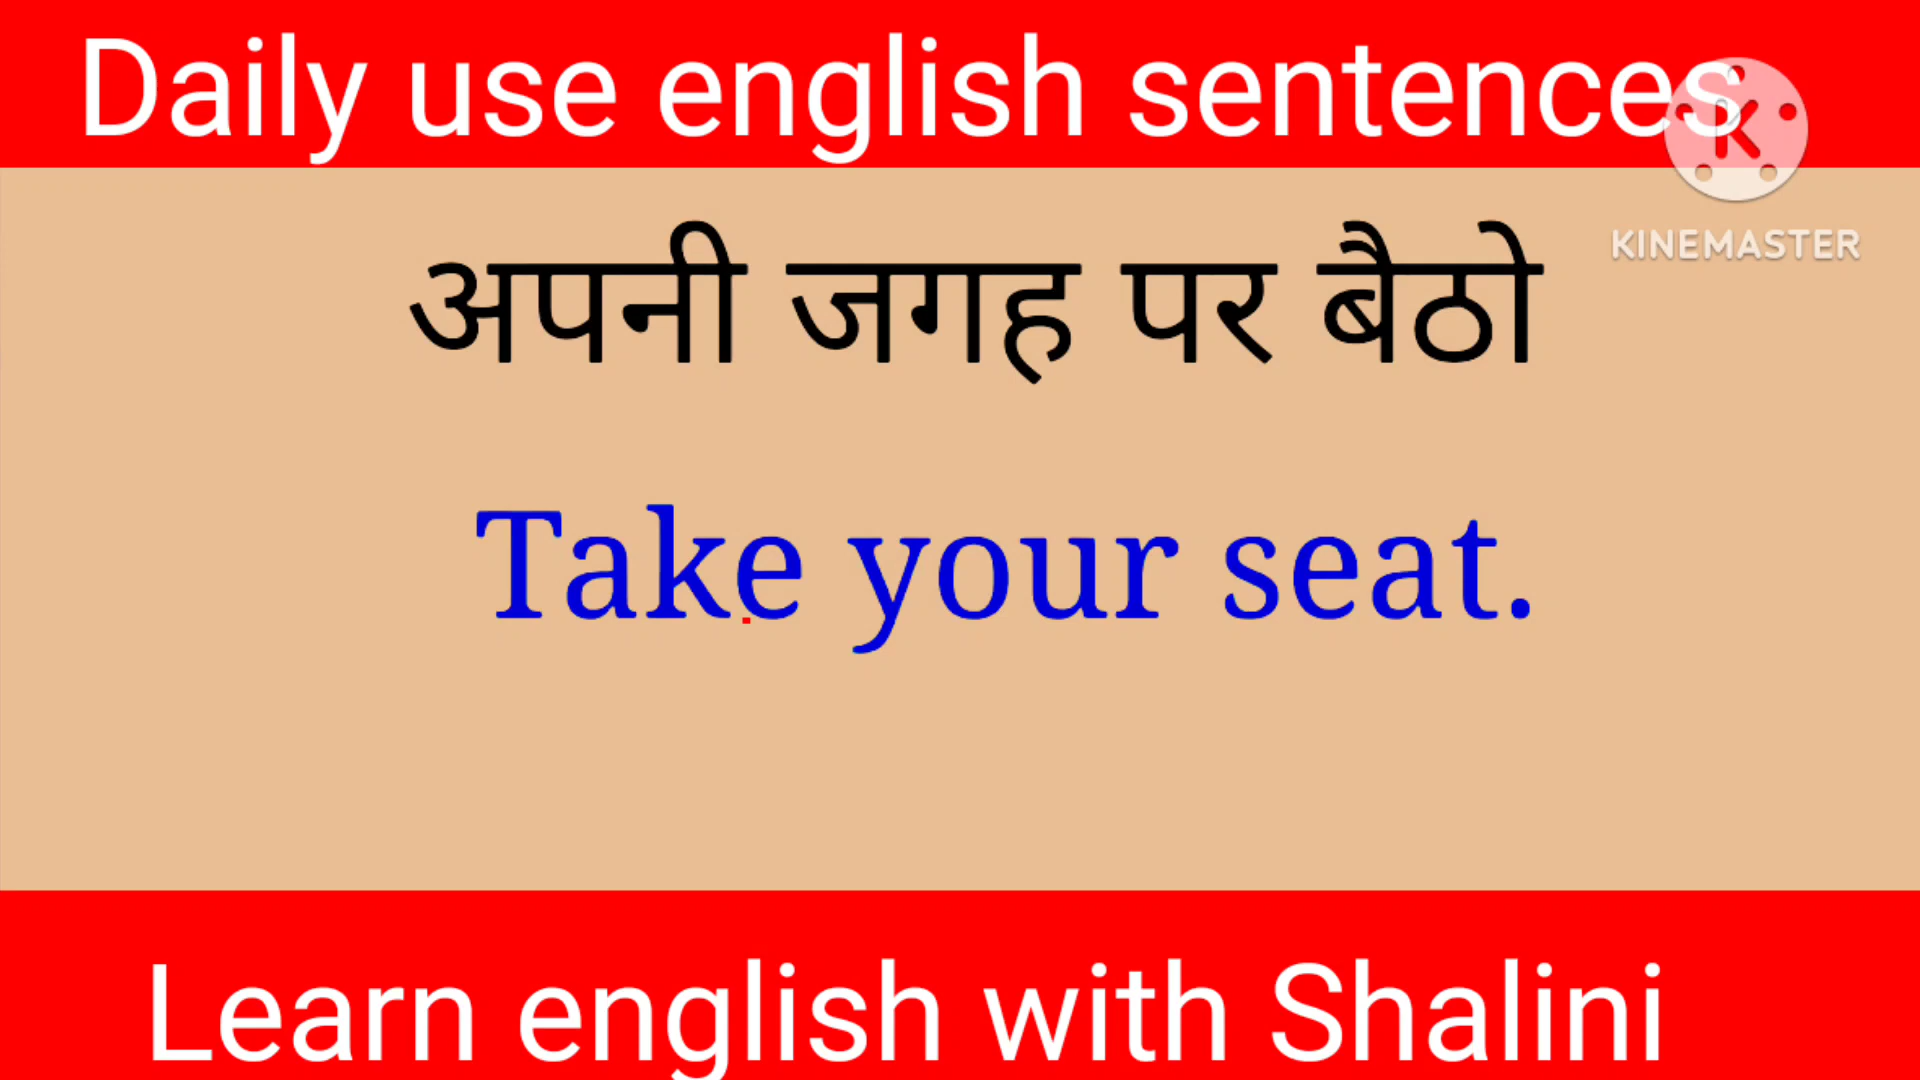 Daily use english sentences
KINEMASTER
अपनी जगह पर बैठो
Take your seat.
Learn english with Shalini